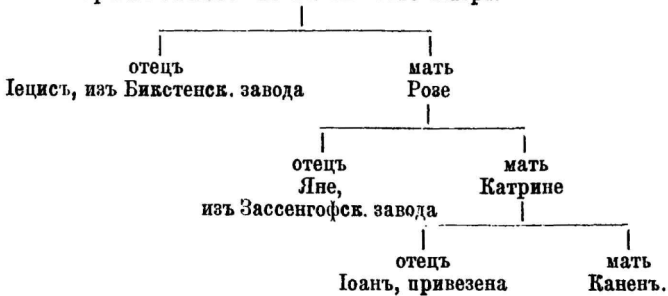 отецъ мать
Іецисъ, изъ Бикстенск. завода Розе
отецъ мать
Яне, Катрине
изъ Зассенгофск. завода
отецъ мать
Іоанъ, привезена Каненъ.